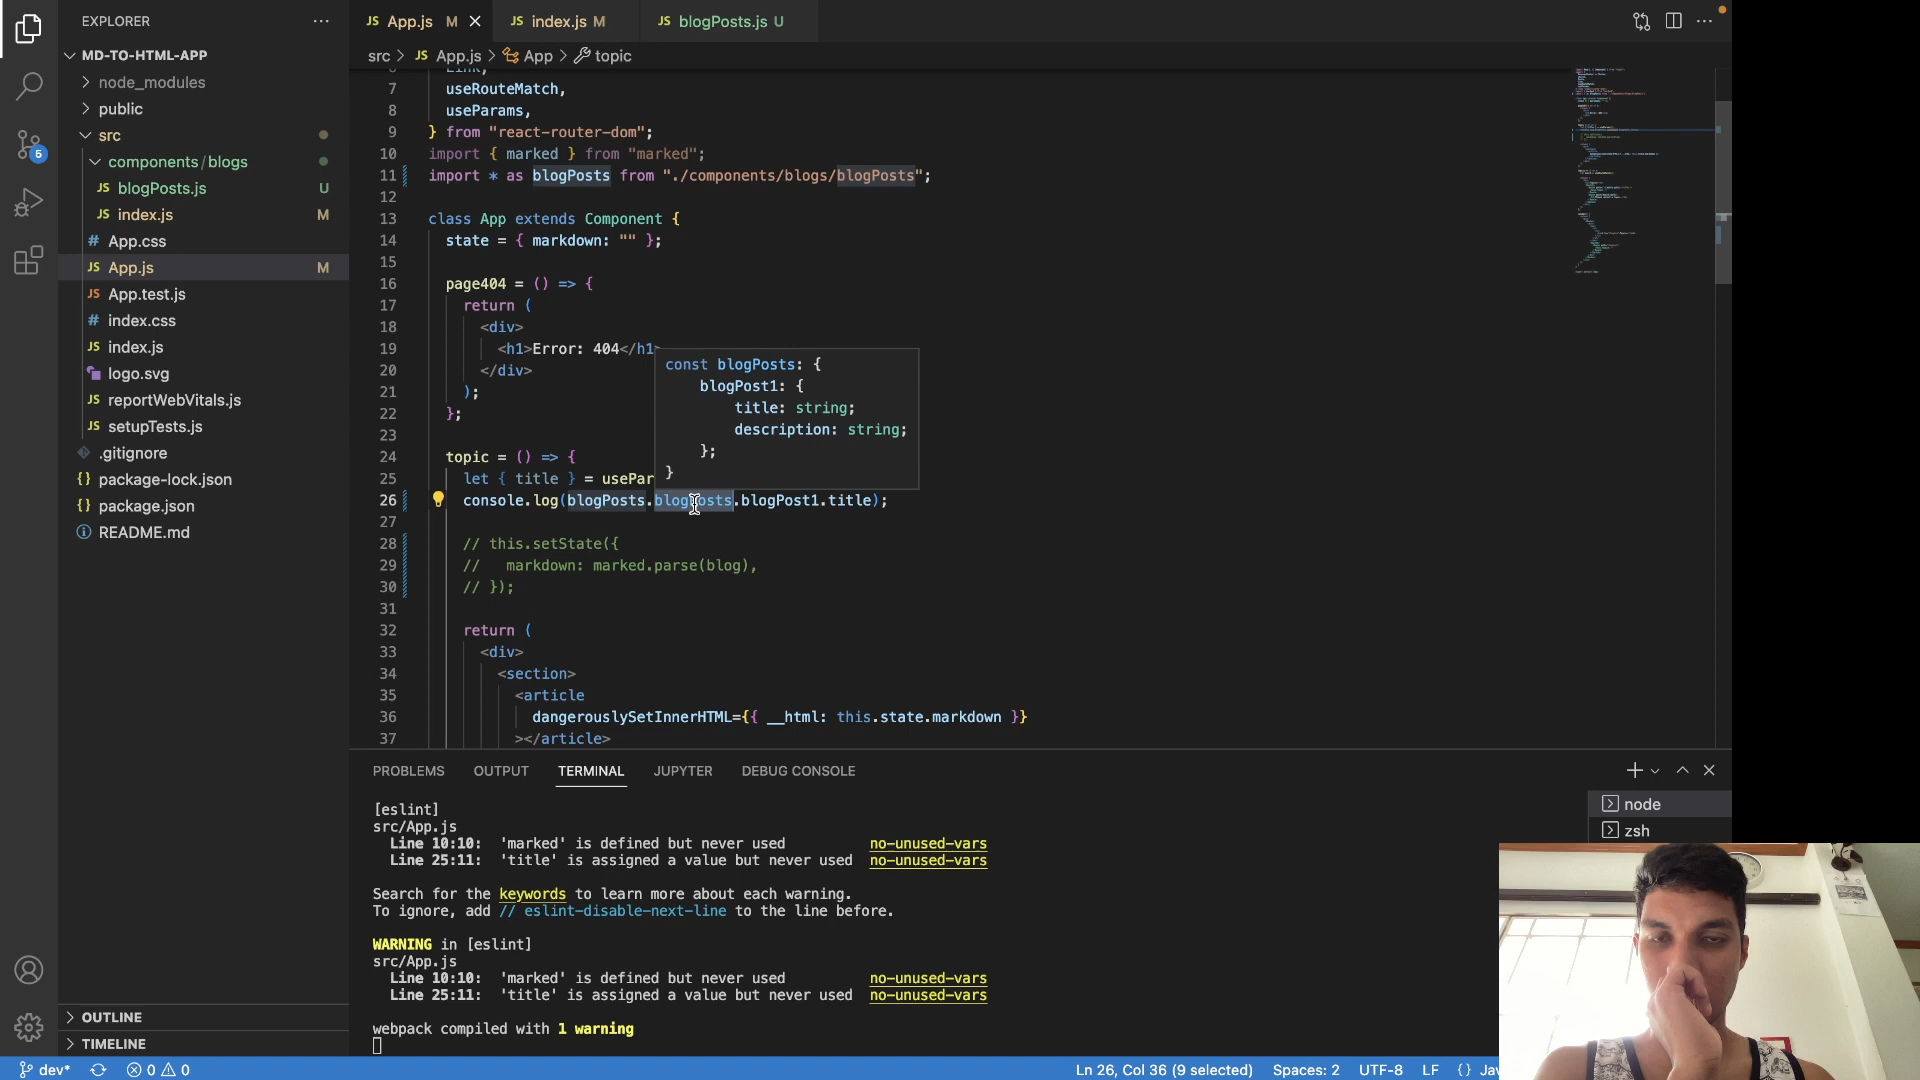 EXPLORER
MD-TO-HTML-APP
node_modules
public
src
components/blogs
JS blogPosts.js U
JS index.js M
# App.css
JS App.js M
JS App.test.js
# index.css
JS index.js
logo.svg
JS reportWebVitals.js
JS setupTests.js
.gitignore
{} package-lock.json
{} package.json
README.md
OUTLINE
TIMELINE
5
JS App.js M
JS index.js M
JS blogPosts.js U
src > JS App.js > App > topic
7 useRouteMatch,
8 useParams,
9 } from "react-router-dom";
10 import { marked } from "marked";
11 import * as blogPosts from "./components/blogs/blogPosts";
12
13 class App extends Component {
14 state = { markdown: "" };
15
16 page404 = () => {
17 return (
18 <div>
19 <h1>Error: 404</h1>
20 </div>
21 );
22 };
23
24 topic = () => {
25 let { title } = usePar
26 console.log(blogPosts.blogPosts.blogPost1.title);
27
28 // this.setState({
29 // markdown: marked.parse(blog),
30 // });
31
32 return (
33 <div>
34 <section>
35 <article
36 dangerouslySetInnerHTML={{ __html: this.state.markdown }}
37 ></article>
const blogPosts: {
blogPost1: {
title: string;
description: string;
};
}
PROBLEMS OUTPUT TERMINAL JUPYTER DEBUG CONSOLE
node
zsh
[eslint]
src/App.js
Line 10:10: 'marked' is defined but never used no-unused-vars
Line 25:11: 'title' is assigned a value but never used no-unused-vars
Search for the keywords to learn more about each warning.
To ignore, add // eslint-disable-next-line to the line before.
WARNING in [eslint]
src/App.js
Line 10:10: 'marked' is defined but never used no-unused-vars
Line 25:11: 'title' is assigned a value but never used no-unused-vars
webpack compiled with 1 warning
dev* 0 0 Ln 26, Col 36 (9 selected) Spaces: 2 UTF-8 LF {} Jav